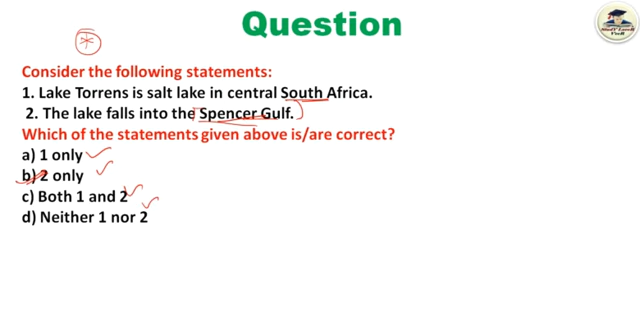 Question
Consider the following statements:
1. Lake Torrens is salt lake in central South Africa.
2. The lake falls into the Spencer Gulf.
Which of the statements given above is/are correct?
a) 1 only
b) 2 only
c) Both 1 and 2
d) Neither 1 nor 2